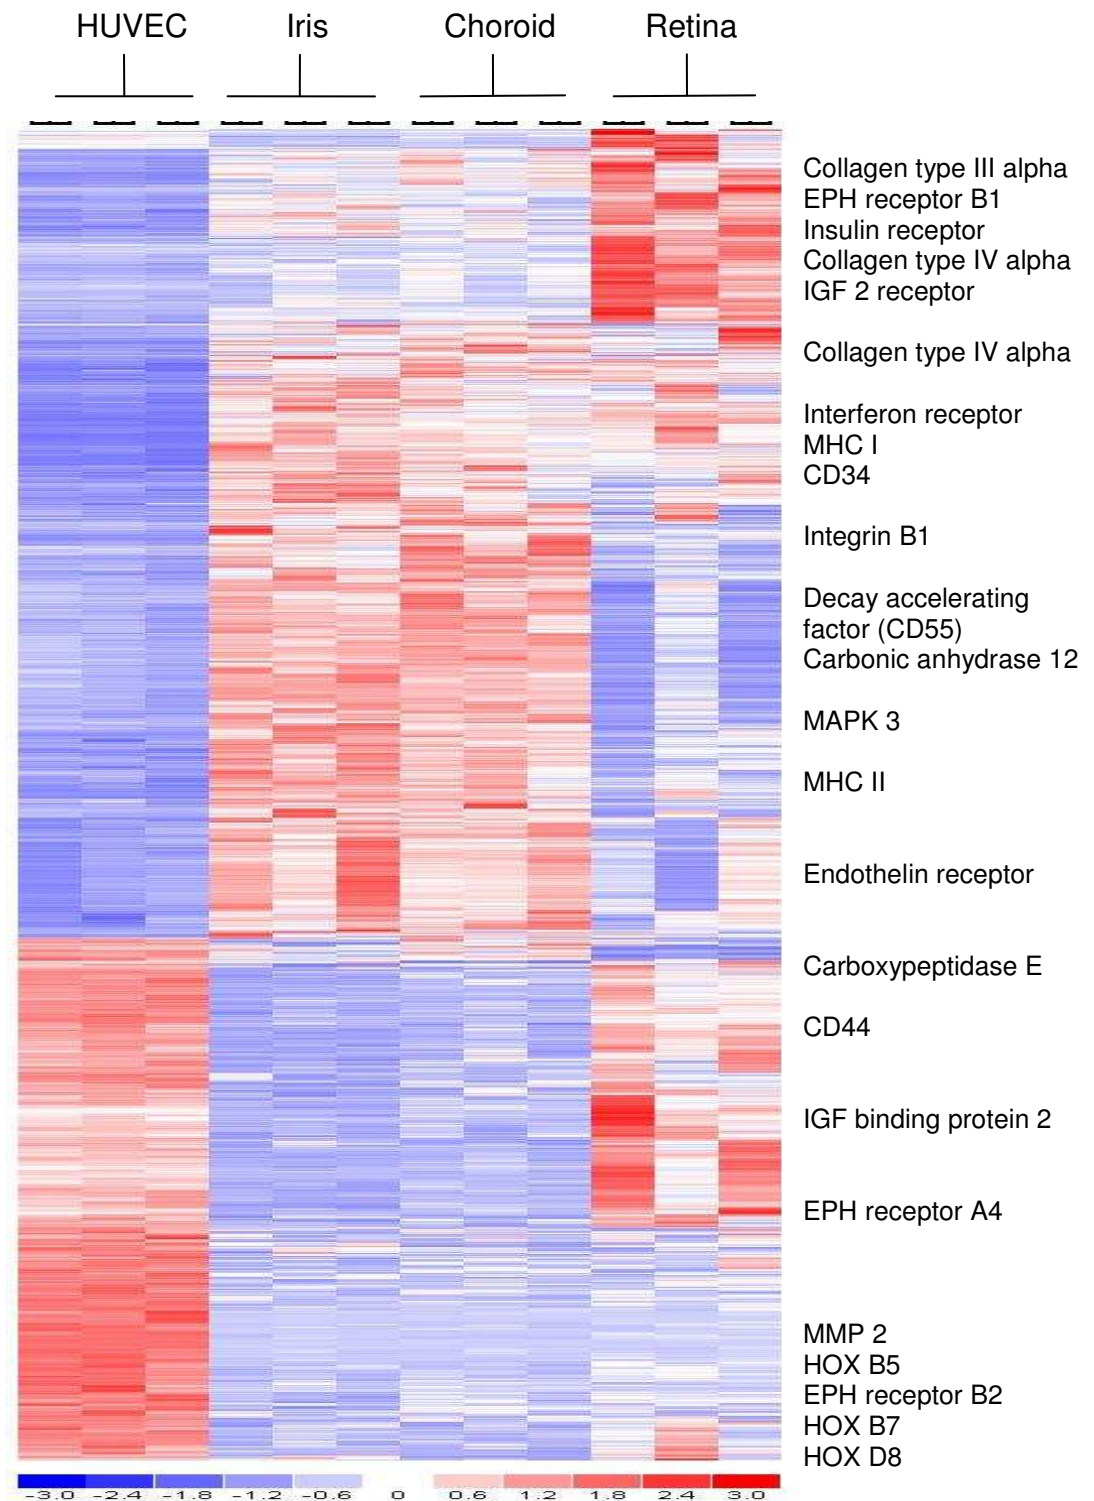 HUVEC Iris Choroid Retina
Collagen type III alpha
EPH receptor B1
Insulin receptor
Collagen type IV alpha
IGF 2 receptor
Collagen type IV alpha
Interferon receptor
MHC I
CD34
Integrin B1
Decay accelerating
factor (CD55)
Carbonic anhydrase 12
MAPK 3
MHC II
Endothelin receptor
Carboxypeptidase E
CD44
IGF binding protein 2
EPH receptor A4
MMP 2
HOX B5
EPH receptor B2
HOX B7
HOX D8
-3.0 -2.4 -1.8 -1.2 -0.6 0 0.6 1.2 1.8 2.4 3.0